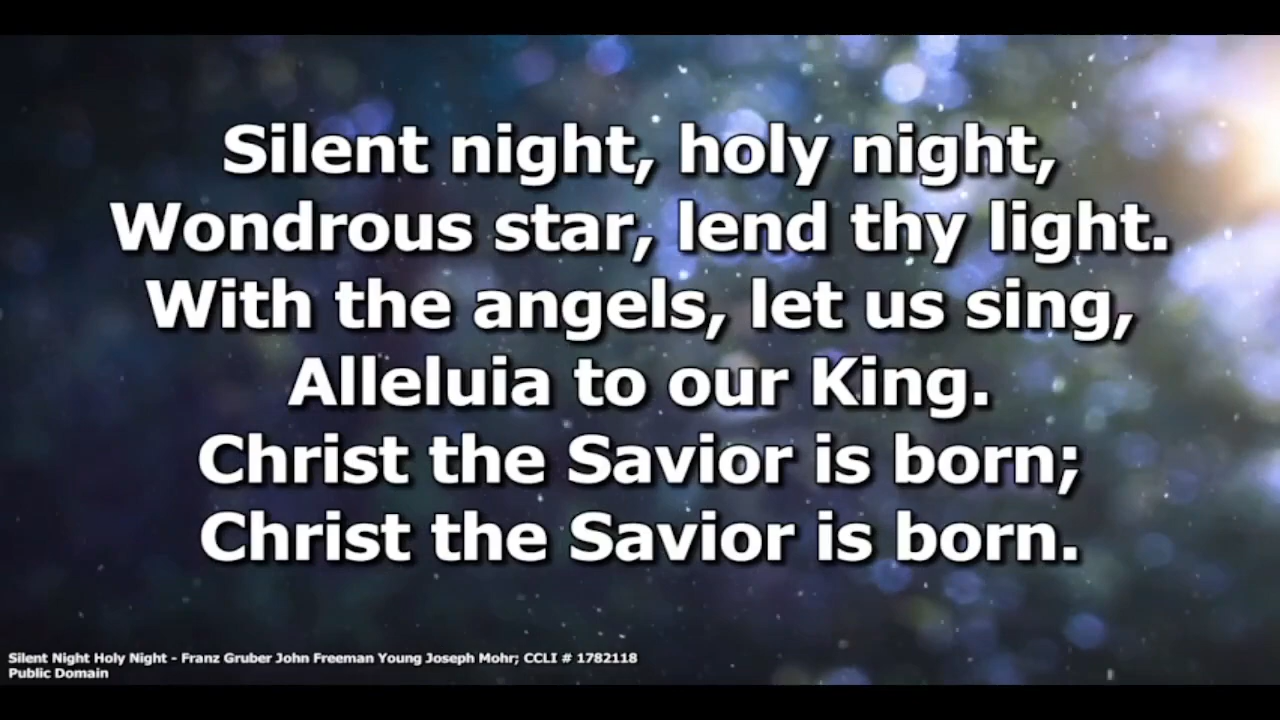 Silent night, holy night,
Wondrous star, lend thy light.
With the angels, let us sing,
Alleluia to our King.
Christ the Savior is born;
Christ the Savior is born.
Silent Night Holy Night - Franz Gruber John Freeman Young Joseph Mohr; CCLI # 1782118
Public Domain